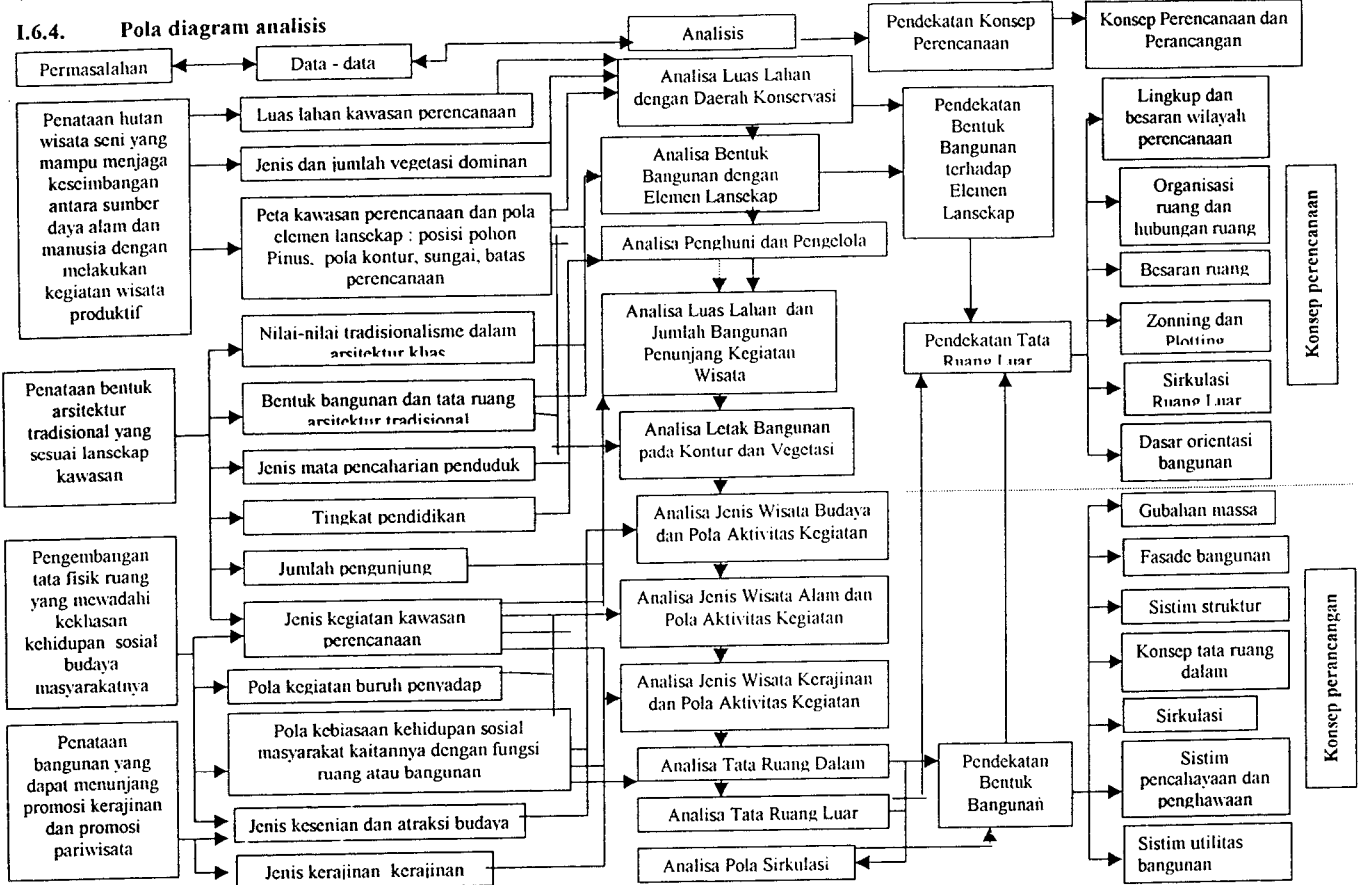 I.6.4. Pola diagram analisis
Permasalahan
Data - data
Analisis
Pendekatan Konsep
Perencanaan
Konsep Perencanaan dan
Perancangan
Penataan hutan
wisata seni yang
mampu menjaga
keseimbangan
antara sumber
daya alam dan
manusia dengan
melakukan
kegiatan wisata
produktif
Penataan bentuk
arsitektur
tradisional yang
sesuai lansekap
kawasan
Pengembangan
tata fisik ruang
yang mewadahi
kekhasan
kehidupan sosial
budaya
masyarakatnya
Penataan
bangunan yang
dapat menunjang
promosi kerajinan
dan promosi
pariwisata
Luas lahan kawasan perencanaan
Jenis dan jumlah vegetasi dominan
Peta kawasan perencanaan dan pola
elemen lansekap : posisi pohon
Pinus, pola kontur, sungai, batas
perencanaan
Nilai-nilai tradisionalisme dalam
arsitektur khas
Bentuk bangunan dan tata ruang
arsitektur tradisional
Jenis mata pencaharian penduduk
Tingkat pendidikan
Jumlah pengunjung
Jenis kegiatan kawasan
perencanaan
Pola kegiatan buruh penyadap
Pola kebiasaan kehidupan sosial
masyarakat kaitannya dengan fungsi
ruang atau bangunan
Jenis kesenian dan atraksi budaya
Jenis kerajinan kerajinan
Analisa Luas Lahan
dengan Daerah Konservasi
Analisa Bentuk
Bangunan dengan
Elemen Lansekap
Analisa Penghuni dan Pengelola
Analisa Luas Lahan dan
Jumlah Bangunan
Penunjang Kegiatan
Wisata
Analisa Letak Bangunan
pada Kontur dan Vegetasi
Analisa Jenis Wisata Budaya
dan Pola Aktivitas Kegiatan
Analisa Jenis Wisata Alam dan
Pola Aktivitas Kegiatan
Analisa Jenis Wisata Kerajinan
dan Pola Aktivitas Kegiatan
Analisa Tata Ruang Dalam
Analisa Tata Ruang Luar
Analisa Pola Sirkulasi
Pendekatan
Bentuk
Bangunan
terhadap
Elemen
Lansekap
Pendekatan Tata
Ruang Luar
Pendekatan
Bentuk
Bangunan
Lingkup dan
besaran wilayah
perencanaan
Organisasi
ruang dan
hubungan ruang
Besaran ruang
Zonning dan
Plotting
Sirkulasi
Ruang Luar
Dasar orientasi
bangunan
Konsep perencanaan
Gubahan massa
Fasade bangunan
Sistim struktur
Konsep tata ruang
dalam
Sirkulasi
Sistim
pencahayaan dan
penghawaan
Sistim utilitas
bangunan
Konsep perancangan